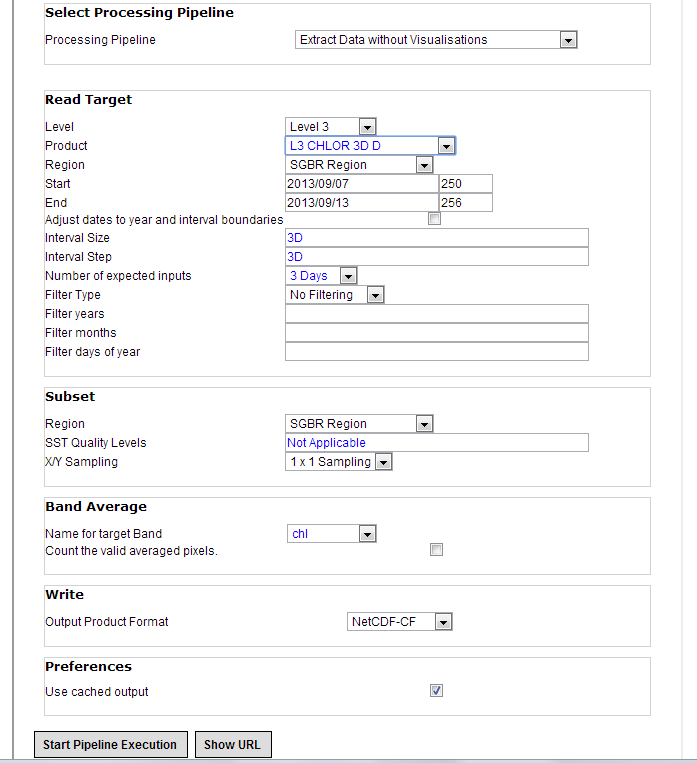 Select Processing Pipeline
Processing Pipeline Extract Data without Visualisations
Read Target
Level Level 3
Product L3 CHLOR 3D D
Region SGBR Region
Start 2013/09/07 250
End 2013/09/13 256
Adjust dates to year and interval boundaries
Interval Size 3D
Interval Step 3D
Number of expected inputs 3 Days
Filter Type No Filtering
Filter years
Filter months
Filter days of year
Subset
Region SGBR Region
SST Quality Levels Not Applicable
X/Y Sampling 1 x 1 Sampling
Band Average
Name for target Band chl
Count the valid averaged pixels.
Write
Output Product Format NetCDF-CF
Preferences
Use cached output
Start Pipeline Execution Show URL